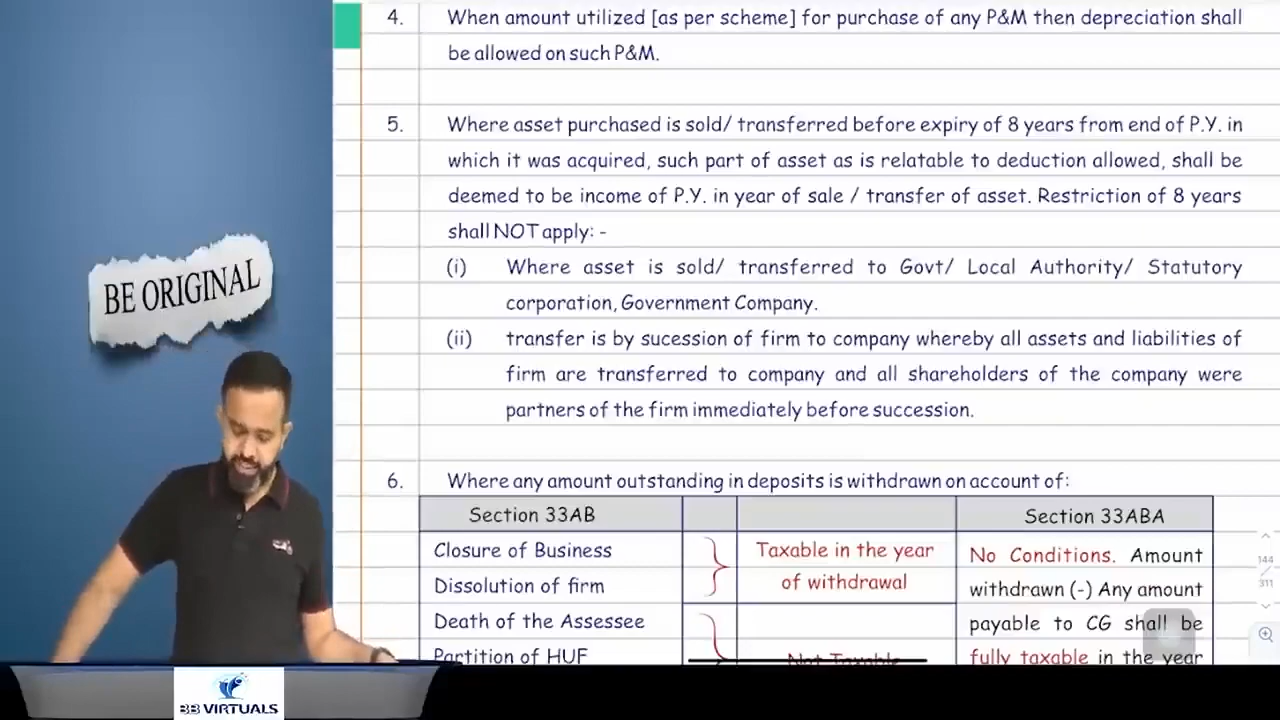 4. When amount utilized [as per scheme] for purchase of any P&M then depreciation shall
be allowed on such P&M.
5. Where asset purchased is sold/ transferred before expiry of 8 years from end of P.Y. in
which it was acquired, such part of asset as is relatable to deduction allowed, shall be
deemed to be income of P.Y. in year of sale / transfer of asset. Restriction of 8 years
shall NOT apply: -
(i) Where asset is sold/ transferred to Govt/ Local Authority/ Statutory
corporation, Government Company.
(ii) transfer is by sucession of firm to company whereby all assets and liabilities of
firm are transferred to company and all shareholders of the company were
partners of the firm immediately before succession.
6. Where any amount outstanding in deposits is withdrawn on account of:
Section 33AB
Section 33ABA
Closure of Business
Dissolution of firm
Death of the Assessee
Partition of HUF
Taxable in the year
of withdrawal
Not Taxable
No Conditions. Amount
withdrawn (-) Any amount
payable to CG shall be
fully taxable in the year
144
311
BE ORIGINAL
BB VIRTUALS